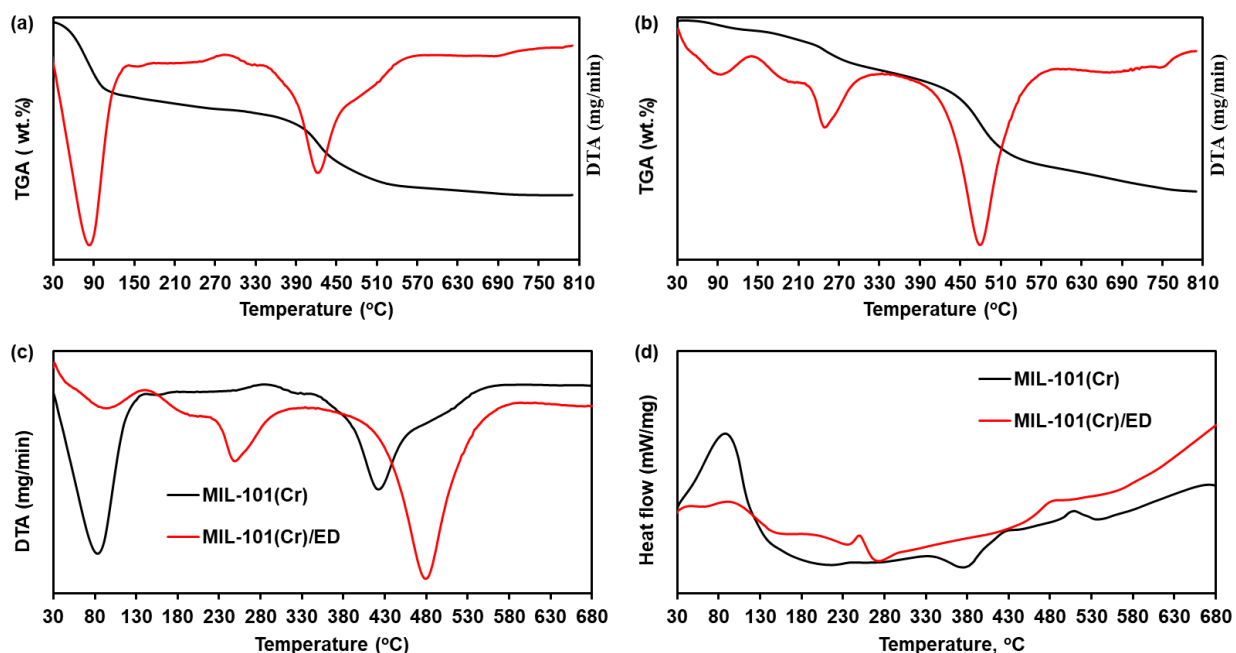 (a)
TGA ( wt.%)
DTA (mg/min)
30 90 150 210 270 330 390 450 510 570 630 690 750 810
Temperature (oC)
(b)
TGA (wt.%)
DTA (mg/min)
30 90 150 210 270 330 390 450 510 570 630 690 750 810
Temperature (oC)
(c)
DTA (mg/min)
MIL-101(Cr)
MIL-101(Cr)/ED
30 80 130 180 230 280 330 380 430 480 530 580 630 680
Temperature (oC)
(d)
Heat flow (mW/mg)
MIL-101(Cr)
MIL-101(Cr)/ED
30 80 130 180 230 280 330 380 430 480 530 580 630 680
Temperature, oC